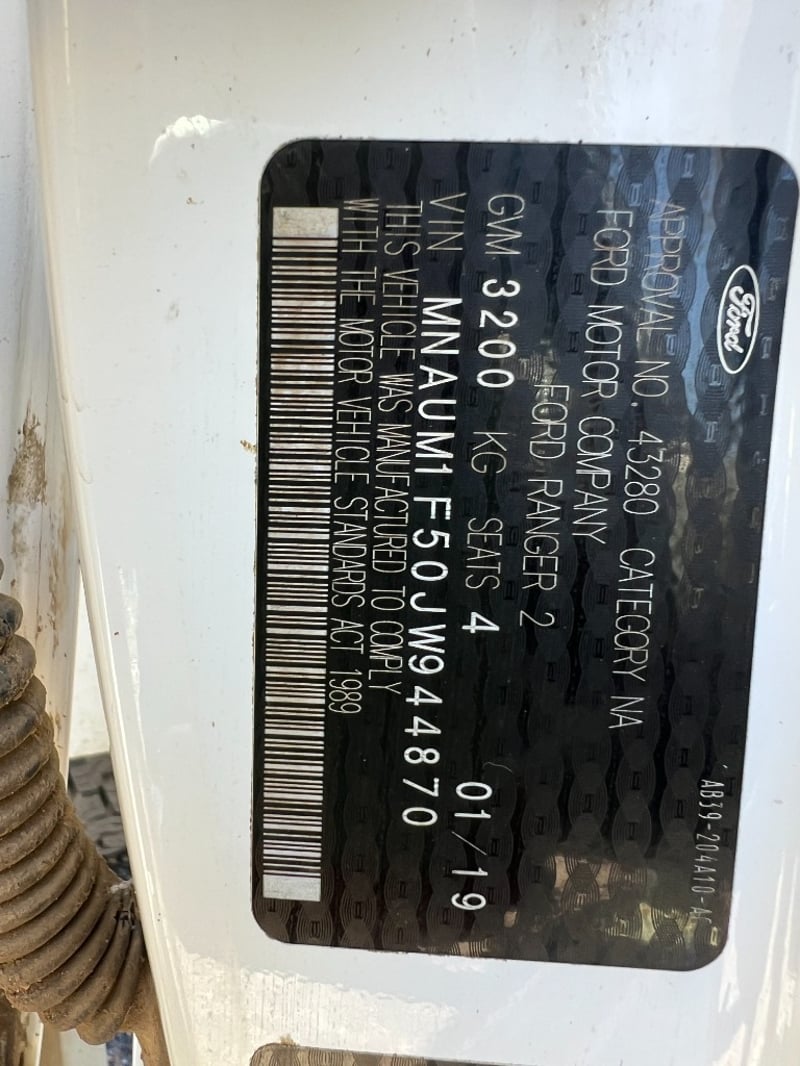 Ford
AB39-204A10-A
APPROVAL NO. 43280 CATEGORY NA
FORD MOTOR COMPANY
FORD RANGER 2
GVM 3200 KG SEATS 4 01/19
VIN MNAUM1F50JW944870
THIS VEHICLE WAS MANUFACTURED TO COMPLY
WITH THE MOTOR VEHICLE STANDARDS ACT 1989